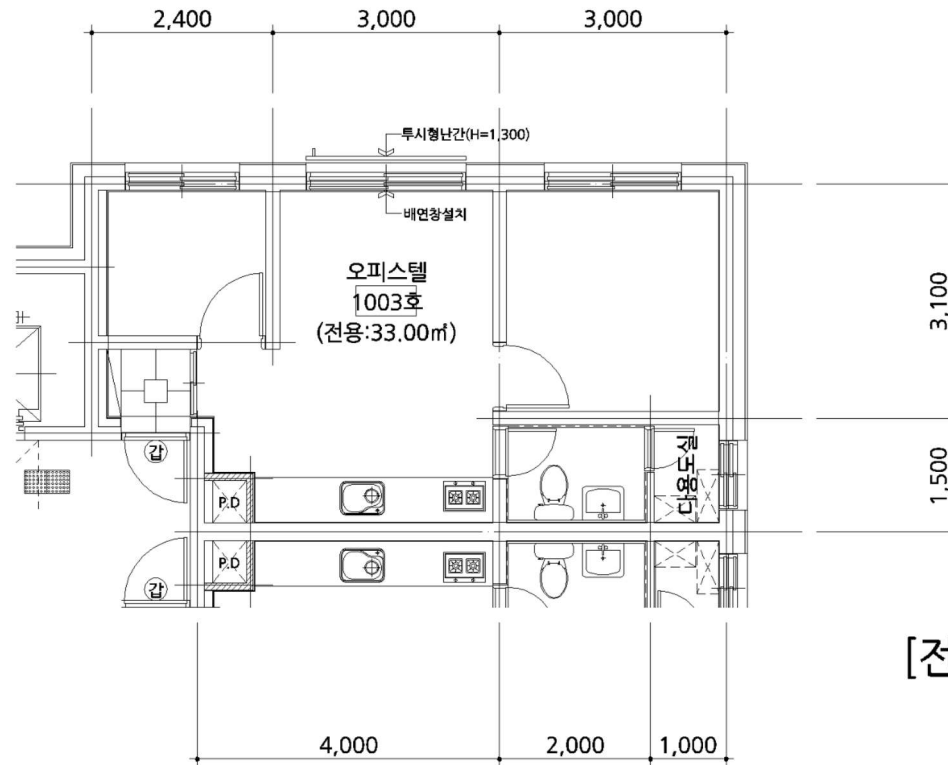 2,400
3,000
3,000
투시형난간(H=1,300)
배연창설치
오피스텔
1003호
(전용:33.00㎡)
3,100
갑
다용도실
1,500
P.D
P.D
갑
[전
4,000
2,000
1,000